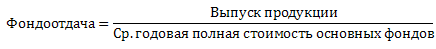 Фондоотдача = Выпуск продукции
Ср. годовая полная стоимость основных фондов